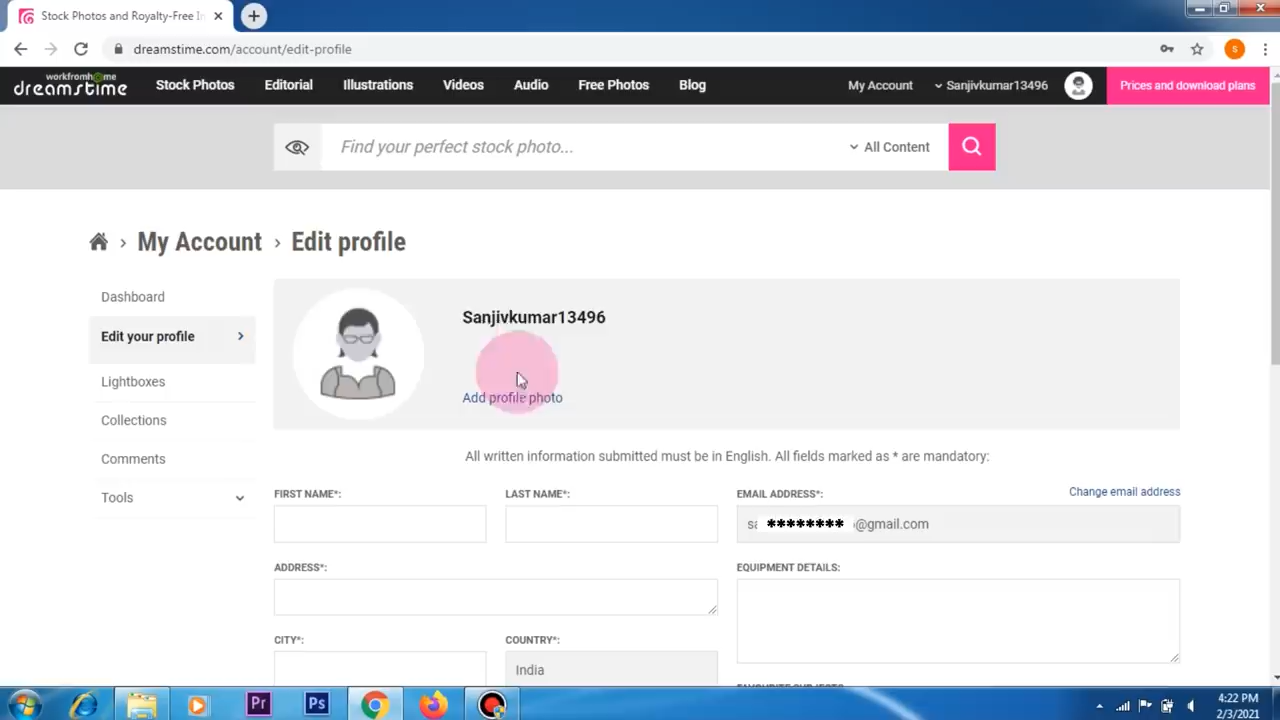 Stock Photos and Royalty-Free In
dreamstime.com/account/edit-profile
S
workfromhome
dreamstime
Stock Photos
Editorial
Illustrations
Videos
Audio
Free Photos
Blog
My Account
Sanjivkumar13496
Prices and download plans
Find your perfect stock photo...
All Content
My Account
Edit profile
Dashboard
Edit your profile
Lightboxes
Collections
Comments
Tools
Sanjivkumar13496
Add profile photo
All written information submitted must be in English. All fields marked as * are mandatory:
FIRST NAME*:
LAST NAME*:
EMAIL ADDRESS*:
Change email address
sa ******** @gmail.com
ADDRESS*:
EQUIPMENT DETAILS:
CITY*:
COUNTRY*:
India
Pr
Ps
4:22 PM
2/3/2021